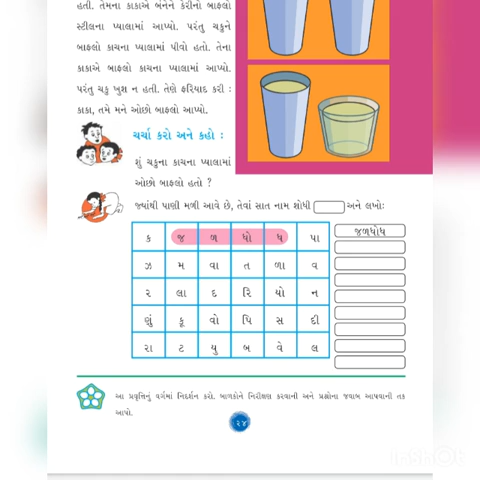 હતી. તેમના કાકાએ બંનેને કેરીનો બાફલો
સ્ટીલના પ્યાલામાં આપ્યો. પરંતુ ચકુને
બાફલો કાચના પ્યાલામાં પીવો હતો. તેના
કાકાએ બાફલો કાચના પ્યાલામાં આપ્યો.
પરંતુ ચકુ ખુશ ન હતી. તેણે ફરિયાદ કરી :
કાકા, તમે મને ઓછો બાફલો આપ્યો.
ચર્ચા કરો અને કહો :
શું ચકુના કાચના પ્યાલામાં
ઓછો બાફલો હતો ?
જ્યાંથી પાણી મળી આવે છે, તેવાં સાત નામ શોધી અને લખો:
ક જ ળ ધો ધ પા
ઝ મ વા ત ળા વ
ર લા દ રિ યો ન
ણું કૂ વો પિ સ દી
રા ટ યુ બ વે લ
જળધોધ
આ પ્રવૃત્તિનું વર્ગમાં નિદર્શન કરો. બાળકોને નિરીક્ષણ કરવાની અને પ્રશ્નોના જવાબ આપવાની તક
આપો.
૨૪
InShOt